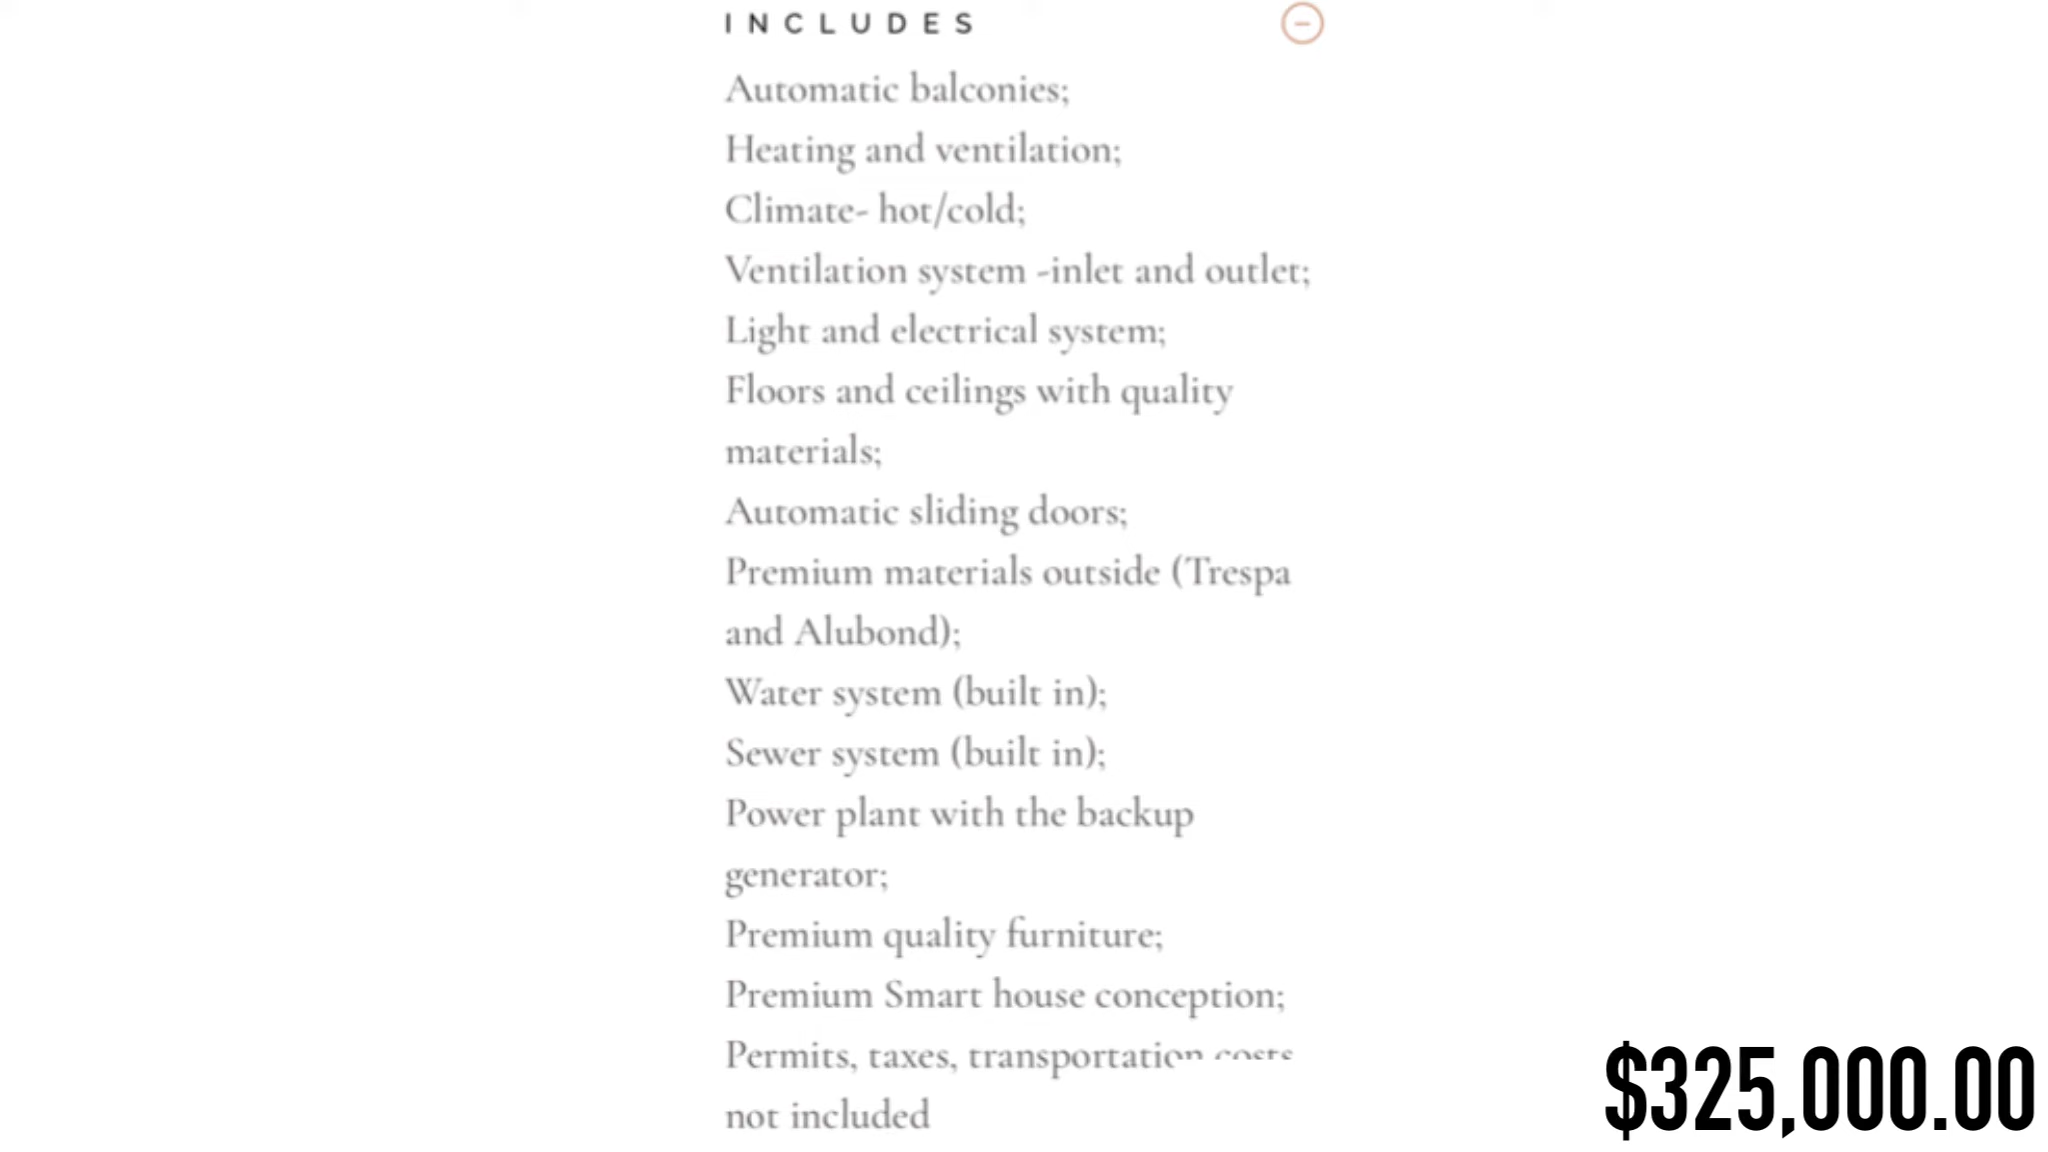 INCLUDES
Automatic balconies;
Heating and ventilation;
Climate- hot/cold;
Ventilation system -inlet and outlet;
Light and electrical system;
Floors and ceilings with quality
materials;
Automatic sliding doors;
Premium materials outside (Trespa
and Alubond);
Water system (built in);
Sewer system (built in);
Power plant with the backup
generator;
Premium quality furniture;
Premium Smart house conception;
Permits, taxes, transportation costs
not included
$325,000.00